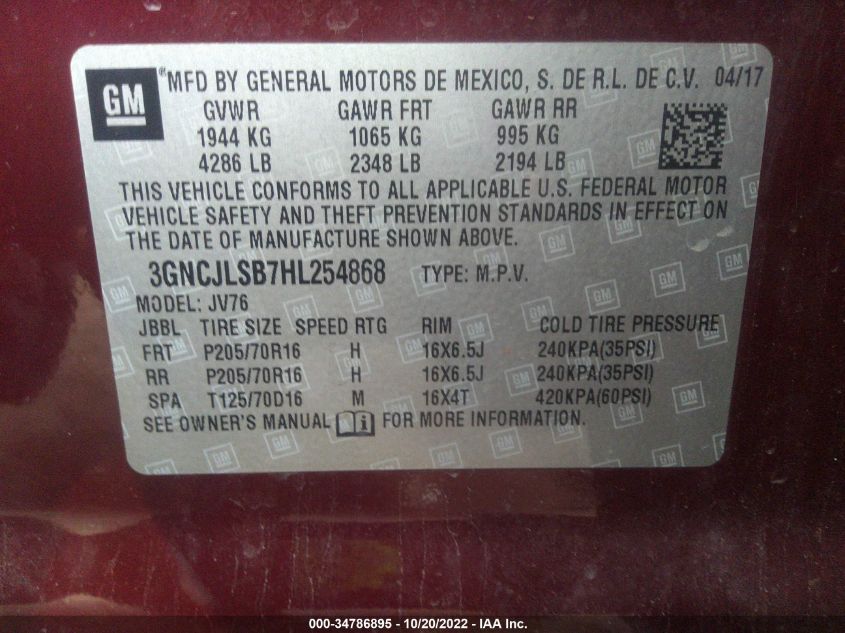 GM ® MFD BY GENERAL MOTORS DE MEXICO, S. DE R.L. DE C.V. 04/17
GVWR GAWR FRT GAWR RR
1944 KG 1065 KG 995 KG
4286 LB 2348 LB 2194 LB
THIS VEHICLE CONFORMS TO ALL APPLICABLE U.S. FEDERAL MOTOR
VEHICLE SAFETY AND THEFT PREVENTION STANDARDS IN EFFECT ON
THE DATE OF MANUFACTURE SHOWN ABOVE.
3GNCJLSB7HL254868 TYPE: M.P.V.
MODEL: JV76
JBBL TIRE SIZE SPEED RTG RIM COLD TIRE PRESSURE
FRT P205/70R16 H 16X6.5J 240KPA(35PSI)
RR P205/70R16 H 16X6.5J 240KPA(35PSI)
SPA T125/70D16 M 16X4T 420KPA(60PSI)
SEE OWNER'S MANUAL FOR MORE INFORMATION.
000-34786895 - 10/20/2022 - IAA Inc.